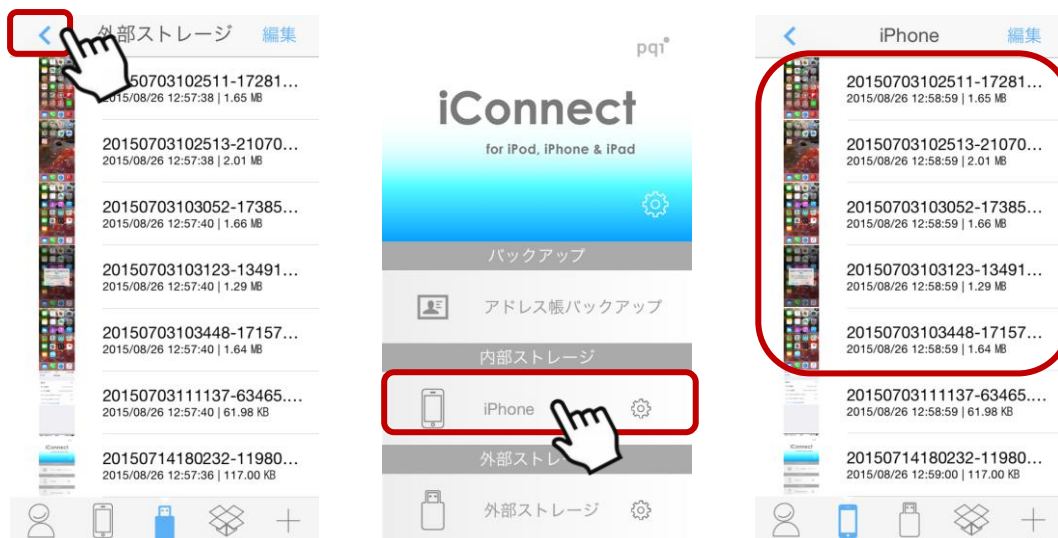 外部ストレージ 編集
20150703102511-17281...
2015/08/26 12:57:38 | 1.65 MB
20150703102513-21070...
2015/08/26 12:57:38 | 2.01 MB
20150703103052-17385...
2015/08/26 12:57:40 | 1.66 MB
20150703103123-13491...
2015/08/26 12:57:40 | 1.29 MB
20150703103448-17157...
2015/08/26 12:57:40 | 1.64 MB
20150703111137-63465....
2015/08/26 12:57:40 | 61.98 KB
20150714180232-11980...
2015/08/26 12:57:36 | 117.00 KB
pqi
iConnect
for iPod, iPhone & iPad
バックアップ
アドレス帳バックアップ
内部ストレージ
iPhone
外部ストレージ
外部ストレージ
iPhone 編集
20150703102511-17281...
2015/08/26 12:58:59 | 1.65 MB
20150703102513-21070...
2015/08/26 12:58:59 | 2.01 MB
20150703103052-17385...
2015/08/26 12:58:59 | 1.66 MB
20150703103123-13491...
2015/08/26 12:58:59 | 1.29 MB
20150703103448-17157...
2015/08/26 12:58:59 | 1.64 MB
20150703111137-63465....
2015/08/26 12:58:59 | 61.98 KB
20150714180232-11980...
2015/08/26 12:59:00 | 117.00 KB